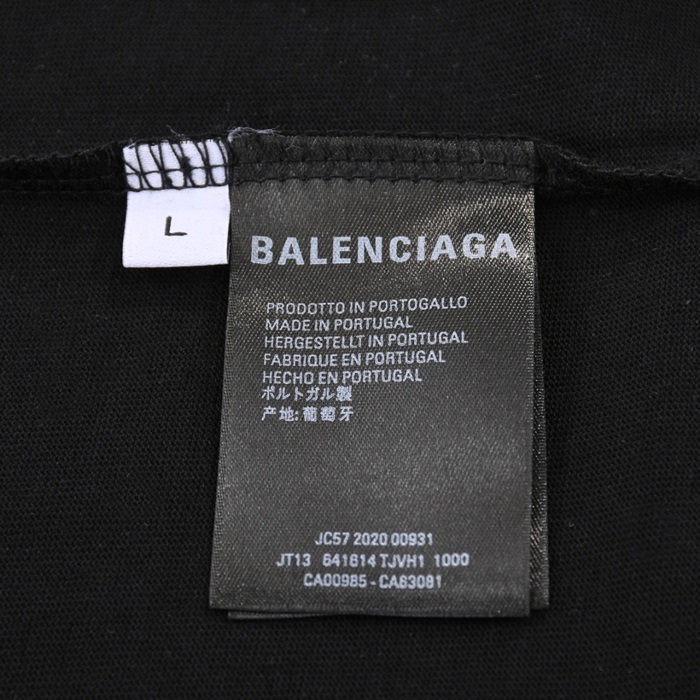 L
BALENCIAGA
PRODOTTO IN PORTOGALLO
MADE IN PORTUGAL
HERGESTELLT IN PORTUGAL
FABRIQUE EN PORTUGAL
HECHO EN PORTUGAL
ポルトガル製
产地: 葡萄牙
JC57 2020 00931
JT13 641614 TJVH1 1000
CA00985 - CA63081